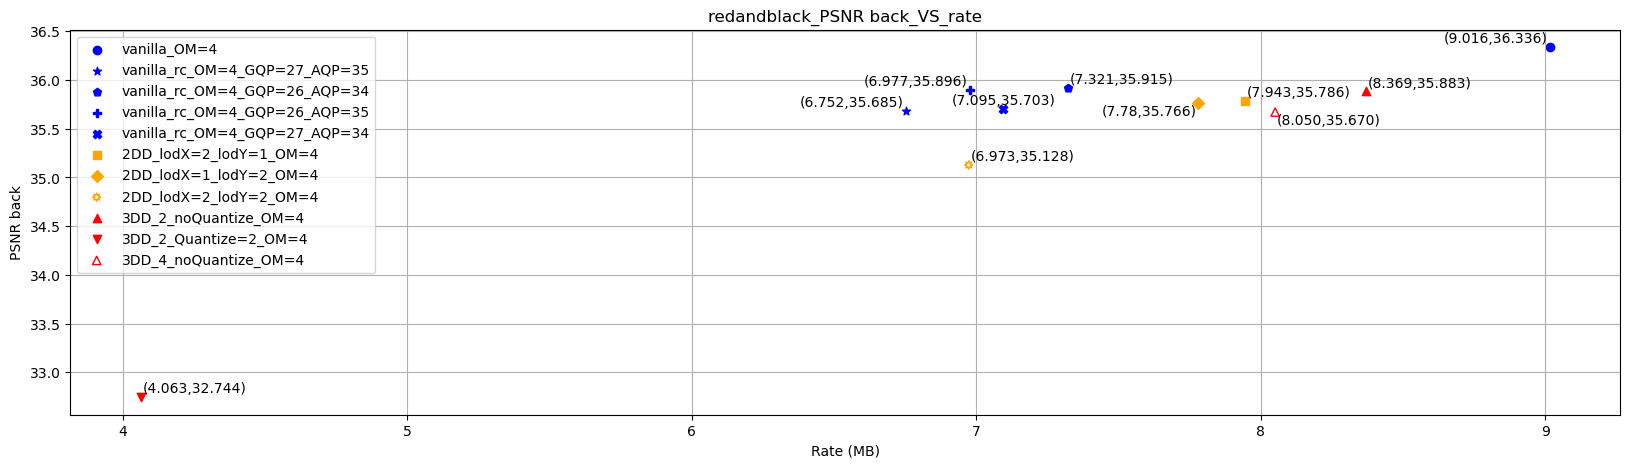 redandblack_PSNR back_VS_rate
36.5
36.0
35.5
35.0
34.5
34.0
33.5
33.0
PSNR back
vanilla_OM=4
vanilla_rc_OM=4_GQP=27_AQP=35
vanilla_rc_OM=4_GQP=26_AQP=34
vanilla_rc_OM=4_GQP=26_AQP=35
vanilla_rc_OM=4_GQP=27_AQP=34
2DD_lodX=2_lodY=1_OM=4
2DD_lodX=1_lodY=2_OM=4
2DD_lodX=2_lodY=2_OM=4
3DD_2_noQuantize_OM=4
3DD_2_Quantize=2_OM=4
3DD_4_noQuantize_OM=4
(9.016,36.336)
(6.977,35.896)
(7.321,35.915)
(8.369,35.883)
(6.752,35.685)
(7.095,35.703)
(7.943,35.786)
(7.78,35.766)
(8.050,35.670)
(6.973,35.128)
(4.063,32.744)
4
5
6
7
8
9
Rate (MB)